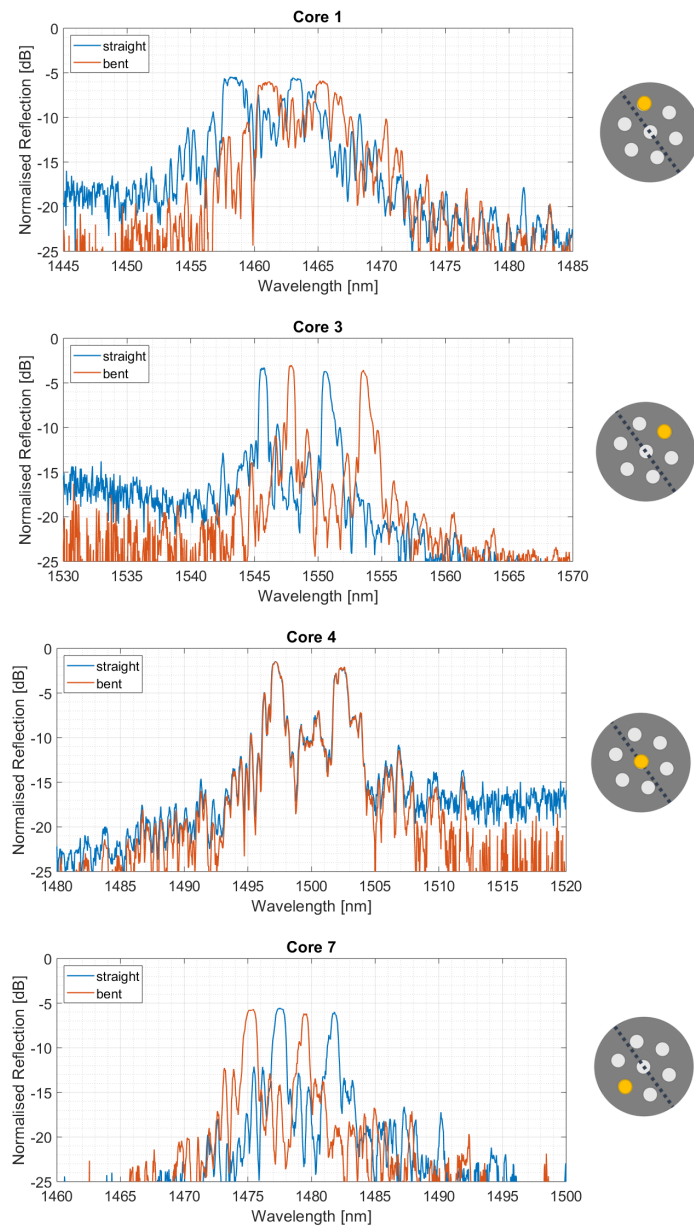 Core 1
straight
bent
Normalised Reflection [dB]
0
-5
-10
-15
-20
-25
1445 1450 1455 1460 1465 1470 1475 1480 1485
Wavelength [nm]
Core 3
straight
bent
Normalised Reflection [dB]
0
-5
-10
-15
-20
-25
1530 1535 1540 1545 1550 1555 1560 1565 1570
Wavelength [nm]
Core 4
straight
bent
Normalised Reflection [dB]
0
-5
-10
-15
-20
-25
1480 1485 1490 1495 1500 1505 1510 1515 1520
Wavelength [nm]
Core 7
straight
bent
Normalised Reflection [dB]
0
-5
-10
-15
-20
-25
1460 1465 1470 1475 1480 1485 1490 1495 1500
Wavelength [nm]